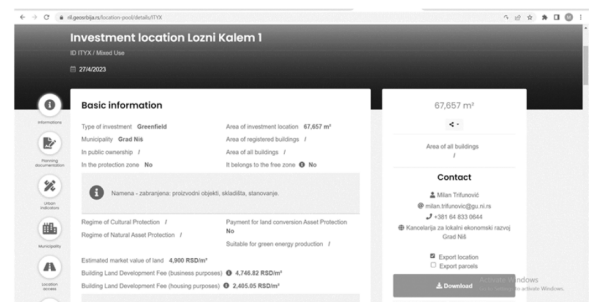 nl.geosrbija.rs/location-pool/details/ITYX
Investment location Lozni Kalem 1
ID ITYX / Mixed Use
27/4/2023
Informations
Planning documentation
Urban indicators
Municipality
Location access
Basic information
Type of investment Greenfield
Area of investment location 67,657 m²
Municipality Grad Niš
Area of registered buildings /
In public ownership /
Area of all buildings /
In the protection zone No
It belongs to the free zone No
Namena - zabranjena: proizvodni objekti, skladišta, stanovanje.
Regime of Cultural Protection /
Payment for land conversion Asset Protection
No
Regime of Natural Asset Protection /
Suitable for green energy production /
Estimated market value of land 4,900 RSD/m²
Building Land Development Fee (business purposes) 4,746.82 RSD/m²
Building Land Development Fee (housing purposes) 2,405.05 RSD/m²
67,657 m²
Area of all buildings
/
Contact
Milan Trifunović
milan.trifunovic@gu.ni.rs
+381 64 833 0644
Kancelarija za lokalni ekonomski razvoj
Grad Niš
Export location
Export parcels
Download
Activate Windows
to activate Windows.